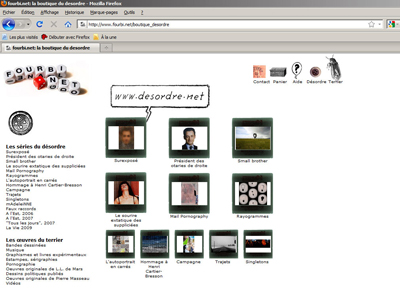 fourbi.net: la boutique du desordre - Mozilla Firefox
Fichier Édition Affichage Historique Marque-pages Outils ?
http://www.fourbi.net/boutique_desordre
Les plus visités Débuter avec Firefox À la une
fourbi.net: la boutique du desordre
FOURBI
NET
Contact Panier Aide Désordre Terrier
www.desordre.net
Les séries du désordre
Surexposé
Président des otaries de droite
Small brother
Le sourire extatique des suppliciées
Mail Pornography
Rayogrammes
L'autoportrait en carrés
Hommage à Henri Cartier-Bresson
Campagne
Trajets
Singletons
Faux raccords
A l'Est, 2006
A l'Est, 2007
"Tous les jours", 2007
La Vie 2009
Les œuvres du terrier
Bandes dessinées
Musique
Graphismes et livres expérimentaux
Estampes, sérigraphies
Pornographie
Oeuvres originales de L.L. de Mars
Dessins politiques publiés
Oeuvres originales de Pierre Masseau
Vidéos
Surexposé
Président des
otaries de droite
Small brother
Le sourire
extatique des
suppliciées
Mail Pornography
Rayogrammes
L'autoportrait
en carrés
Hommage à
Henri
Cartier-
Bresson
Campagne
Trajets
Singletons